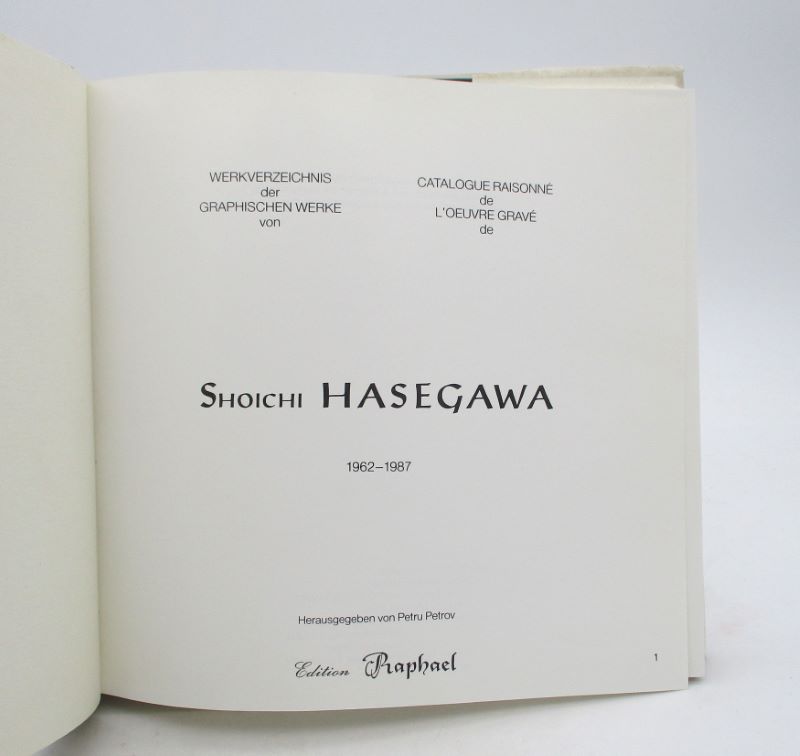 WERKVERZEICHNIS
der
GRAPHISCHEN WERKE
von
CATALOGUE RAISONNÉ
de
L'OEUVRE GRAVÉ
de
SHOICHI HASEGAWA
1962–1987
Herausgegeben von Petru Petrov
Edition Raphael
1